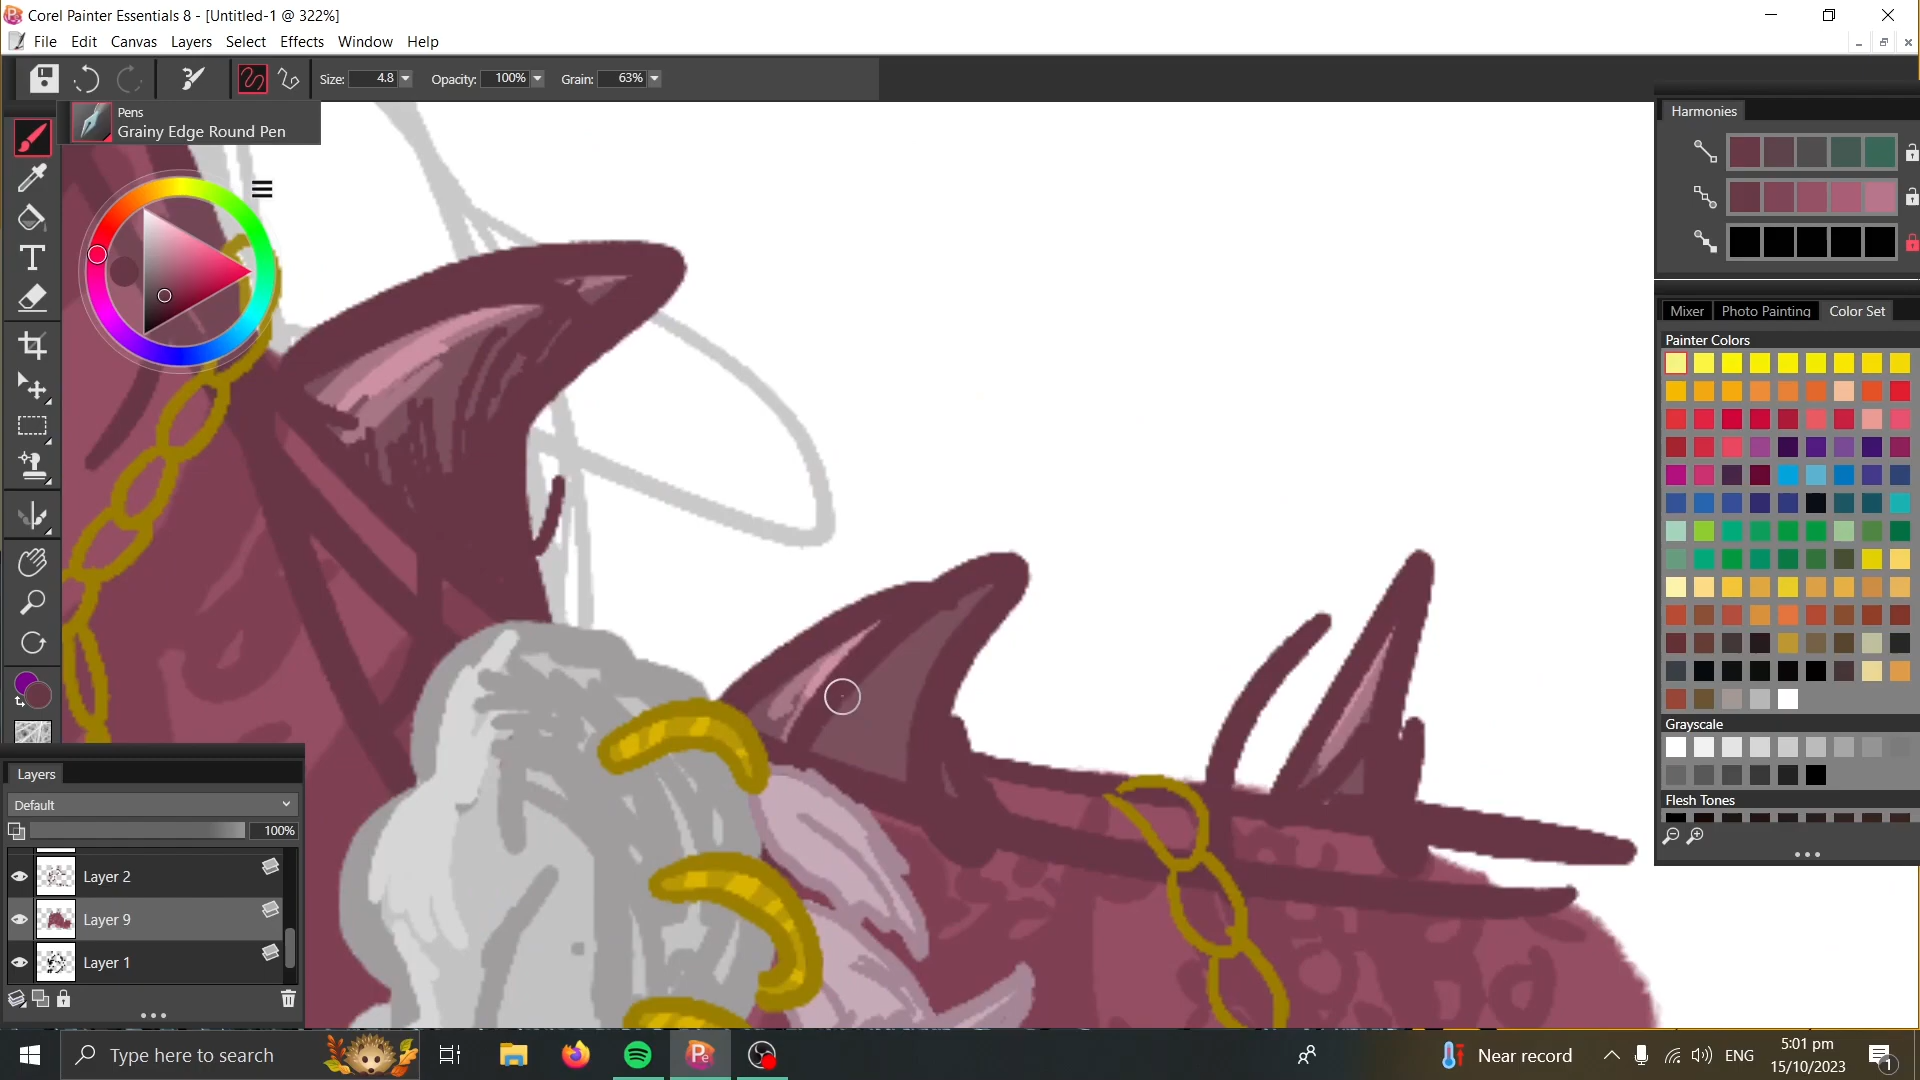 Corel Painter Essentials 8 - [Untitled-1 @ 322%]
File Edit Canvas Layers Select Effects Window Help
Size: 4.8 Opacity: 100% Grain: 63%
Pens
Grainy Edge Round Pen
Harmonies
Mixer Photo Painting Color Set
Painter Colors
Grayscale
Flesh Tones
Layers
Default
100%
Layer 2
Layer 9
Layer 1
Type here to search
Near record
ENG
5:01 pm
15/10/2023
1